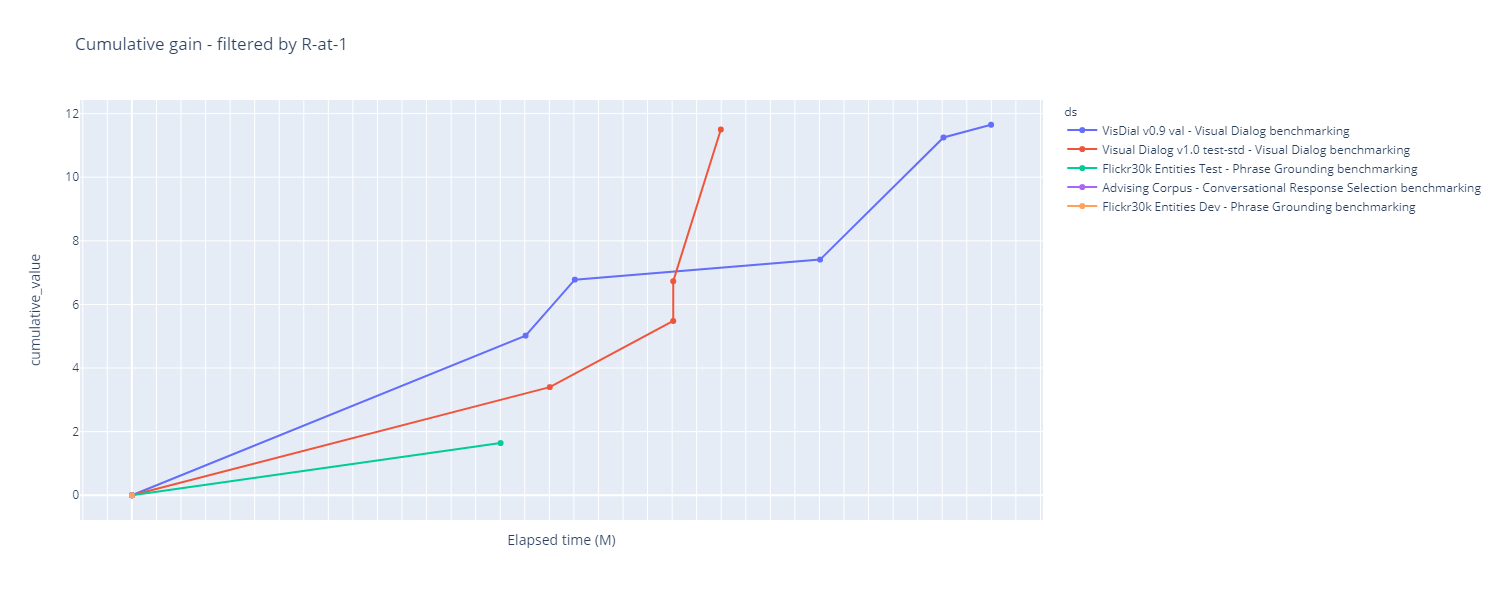 Cumulative gain - filtered by R-at-1
12
10
8
6
4
2
0
cumulative_value
Elapsed time (M)
ds
VisDial v0.9 val - Visual Dialog benchmarking
Visual Dialog v1.0 test-std - Visual Dialog benchmarking
Flickr30k Entities Test - Phrase Grounding benchmarking
Advising Corpus - Conversational Response Selection benchmarking
Flickr30k Entities Dev - Phrase Grounding benchmarking